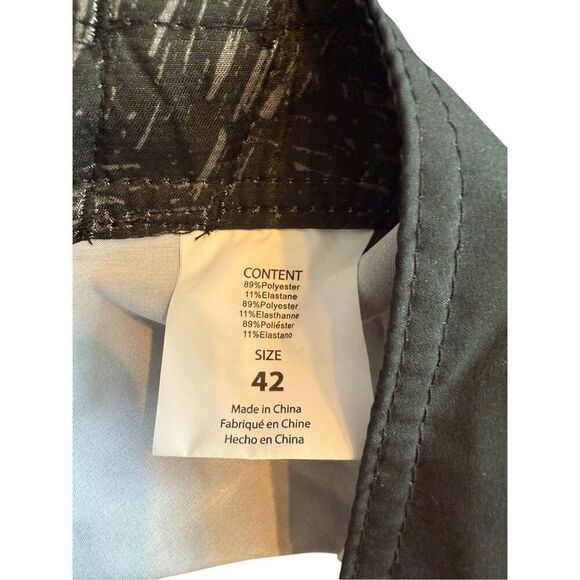 CONTENT
89%Polyester
11%Elastane
89%Polyester
11%Elasthanne
89%Poliéster
11%Elastano
SIZE
42
Made in China
Fabriqué en Chine
Hecho en China